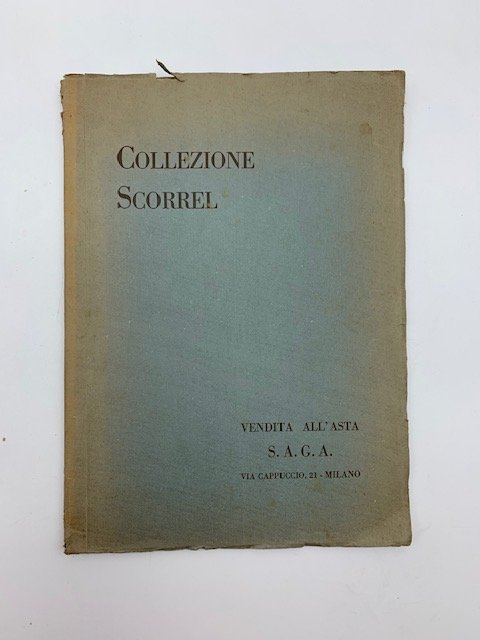 COLLEZIONE
SCORREL
VENDITA ALL'ASTA
S. A. G. A.
VIA CAPPUCCIO, 21 - MILANO